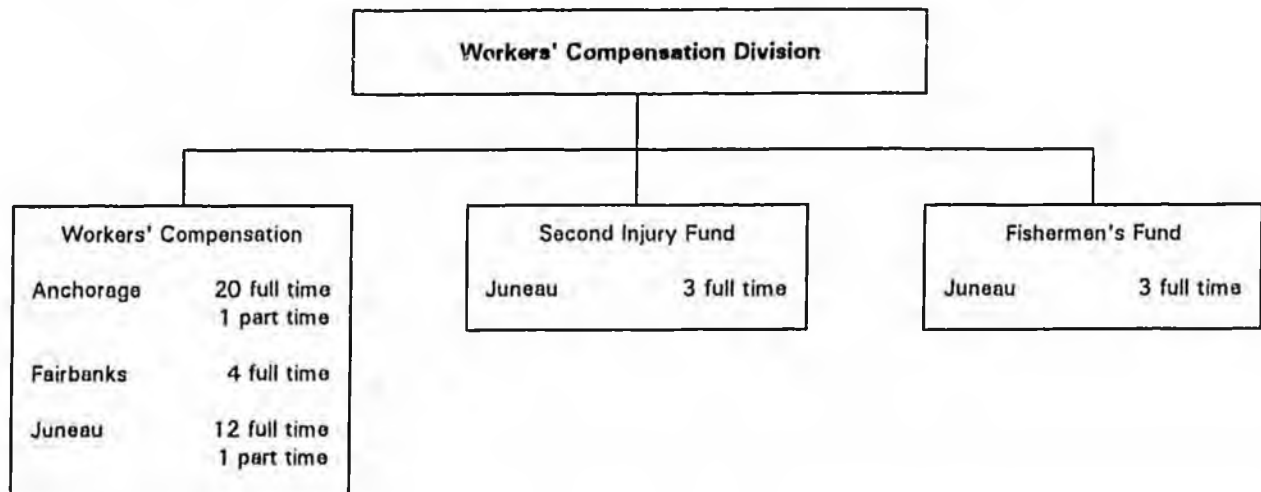 Workers' Compensation Division
Workers' Compensation
Anchorage 20 full time
1 part time
Fairbanks 4 full time
Juneau 12 full time
1 part time
Second Injury Fund
Juneau 3 full time
Fishermen's Fund
Juneau 3 full time